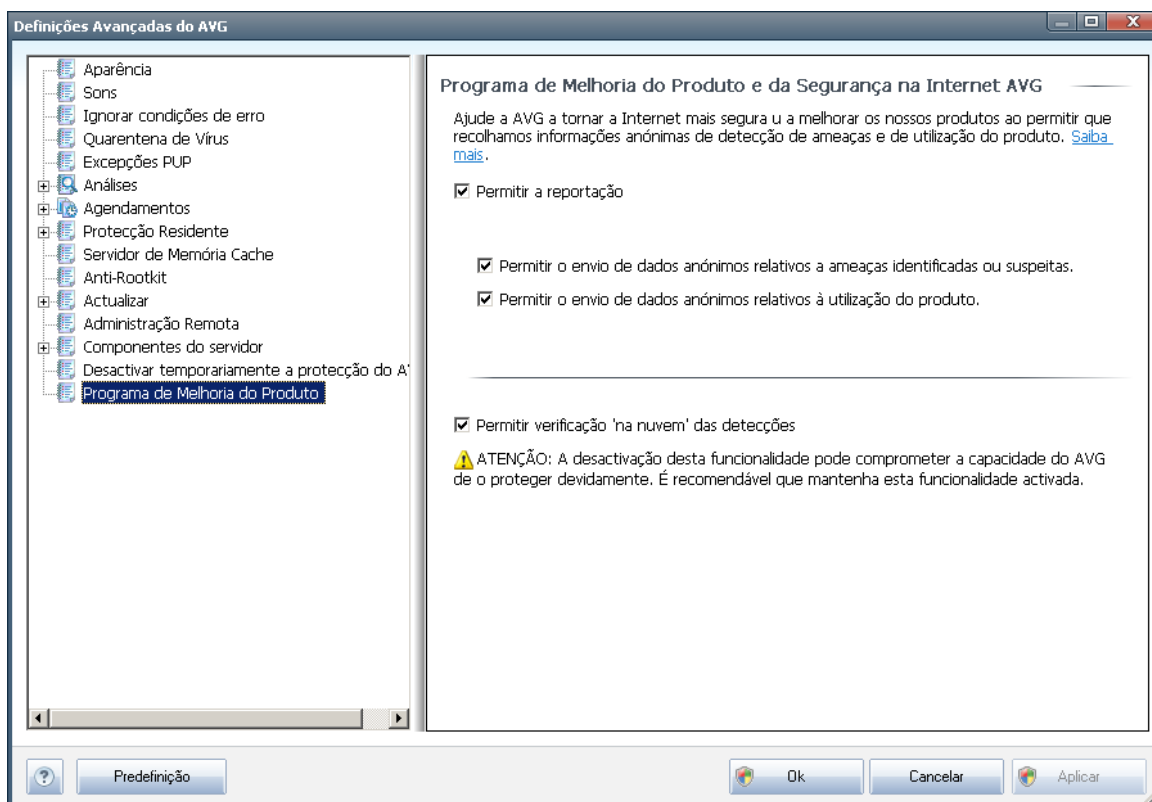 Definições Avançadas do AVG
Aparência
Sons
Ignorar condições de erro
Quarentena de Vírus
Excepções PUP
Análises
Agendamentos
Protecção Residente
Servidor de Memória Cache
Anti-Rootkit
Actualizar
Administração Remota
Componentes do servidor
Desactivar temporariamente a protecção do A
Programa de Melhoria do Produto
Programa de Melhoria do Produto e da Segurança na Internet AVG
Ajude a AVG a tornar a Internet mais segura u a melhorar os nossos produtos ao permitir que
recolhamos informações anónimas de detecção de ameaças e de utilização do produto. Saiba
mais.
Permitir a reportação
Permitir o envio de dados anónimos relativos a ameaças identificadas ou suspeitas.
Permitir o envio de dados anónimos relativos à utilização do produto.
Permitir verificação 'na nuvem' das detecções
ATENÇÃO: A desactivação desta funcionalidade pode comprometer a capacidade do AVG
de o proteger devidamente. É recomendável que mantenha esta funcionalidade activada.
? Predefinição Ok Cancelar Aplicar